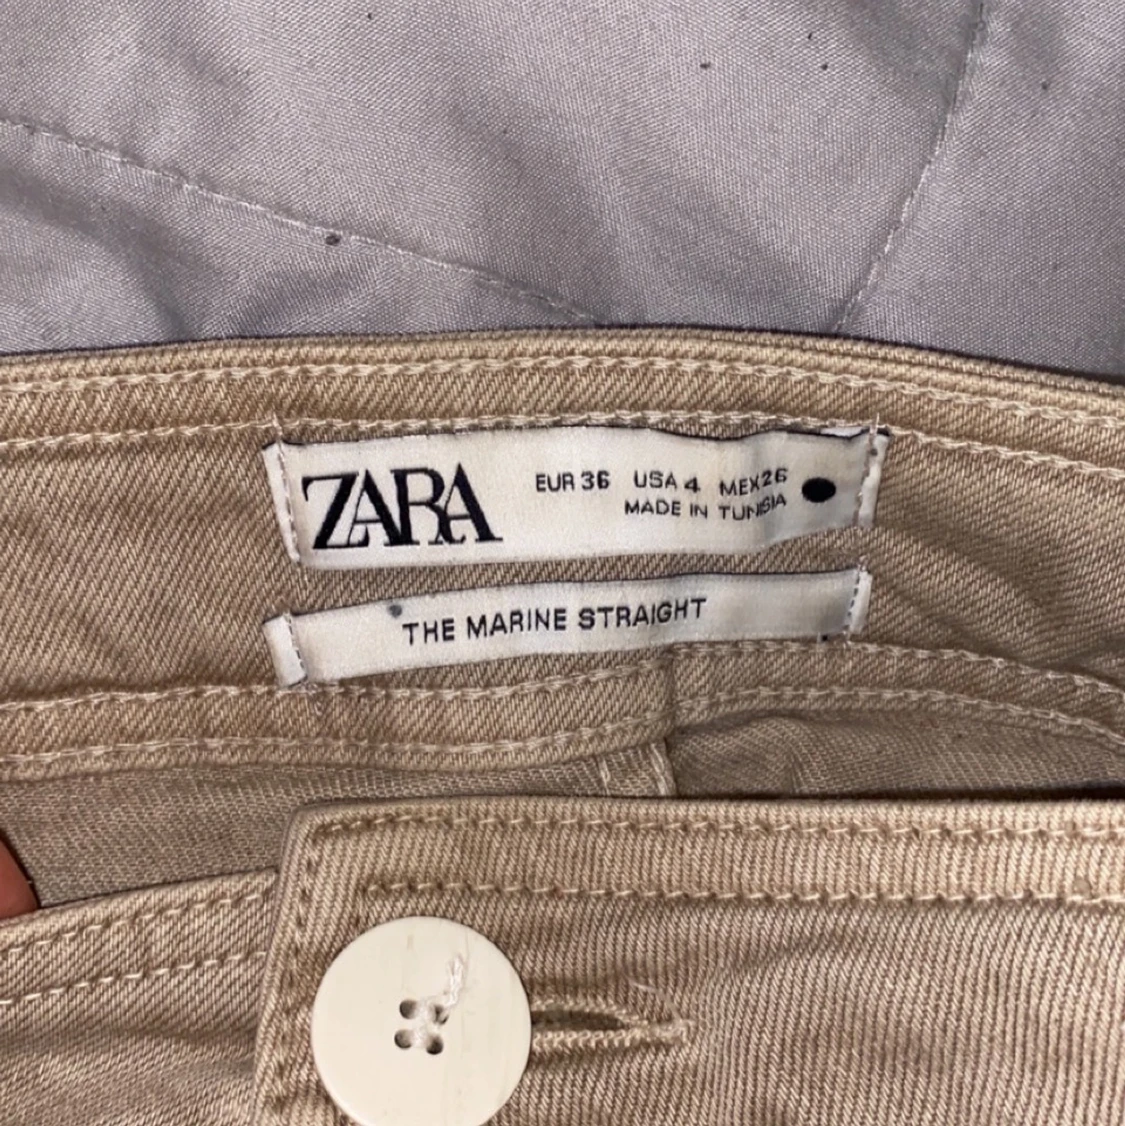 ZARA
EUR 36 USA 4 MEX 26
MADE IN TUNISIA
THE MARINE STRAIGHT